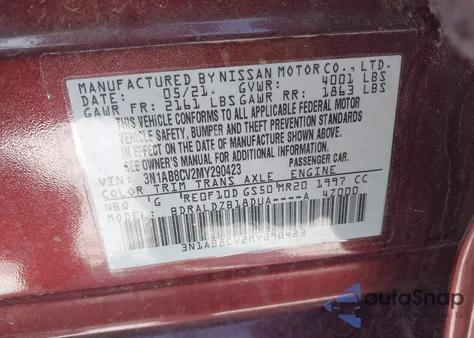 MANUFACTURED BY NISSAN MOTOR CO., LTD.
DATE: 05/21. GVWR: 4001 LBS
GAWR FR: 2161 LBS GAWR RR: 1863 LBS
THIS VEHICLE CONFORMS TO ALL APPLICABLE FEDERAL MOTOR
VEHICLE SAFETY, BUMPER AND THEFT PREVENTION STANDARDS
IN EFFECT ON THE DATE OF MANUFACTURE SHOWN ABOVE.
SEE OWNER'S MANUAL OR LOAD INFORMATION.
VIN: 3N1AB8CV2MY290423 PASSENGER CAR
COLOR TRIM TRANS AXLE ENGINE
NBQ G RE0F10D GS50 MR20 1997 CC
MODEL: BDRALDZB18DUA----A 47000
3N1AB8CV2MY290423
autoSnap